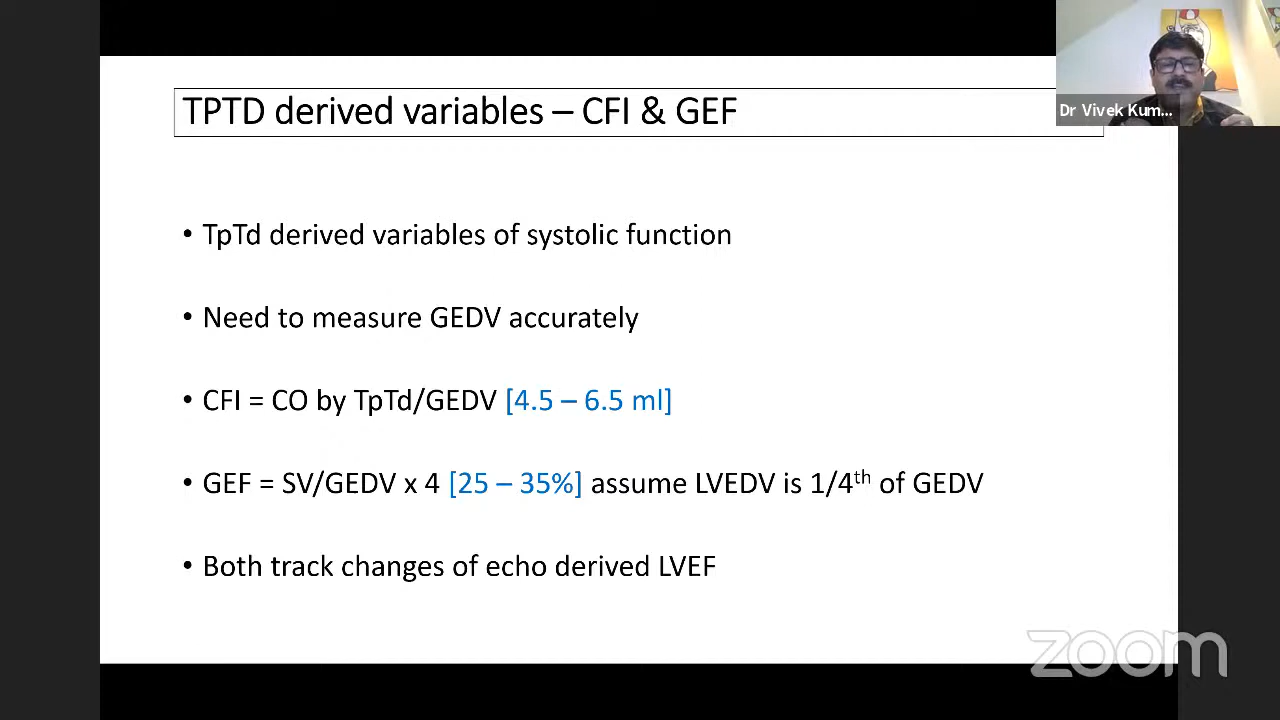 TPTD derived variables – CFI & GEF
Dr Vivek Kum...
• TpTd derived variables of systolic function
• Need to measure GEDV accurately
• CFI = CO by TpTd/GEDV [4.5 – 6.5 ml]
• GEF = SV/GEDV x 4 [25 – 35%] assume LVEDV is 1/4th of GEDV
• Both track changes of echo derived LVEF
zoom